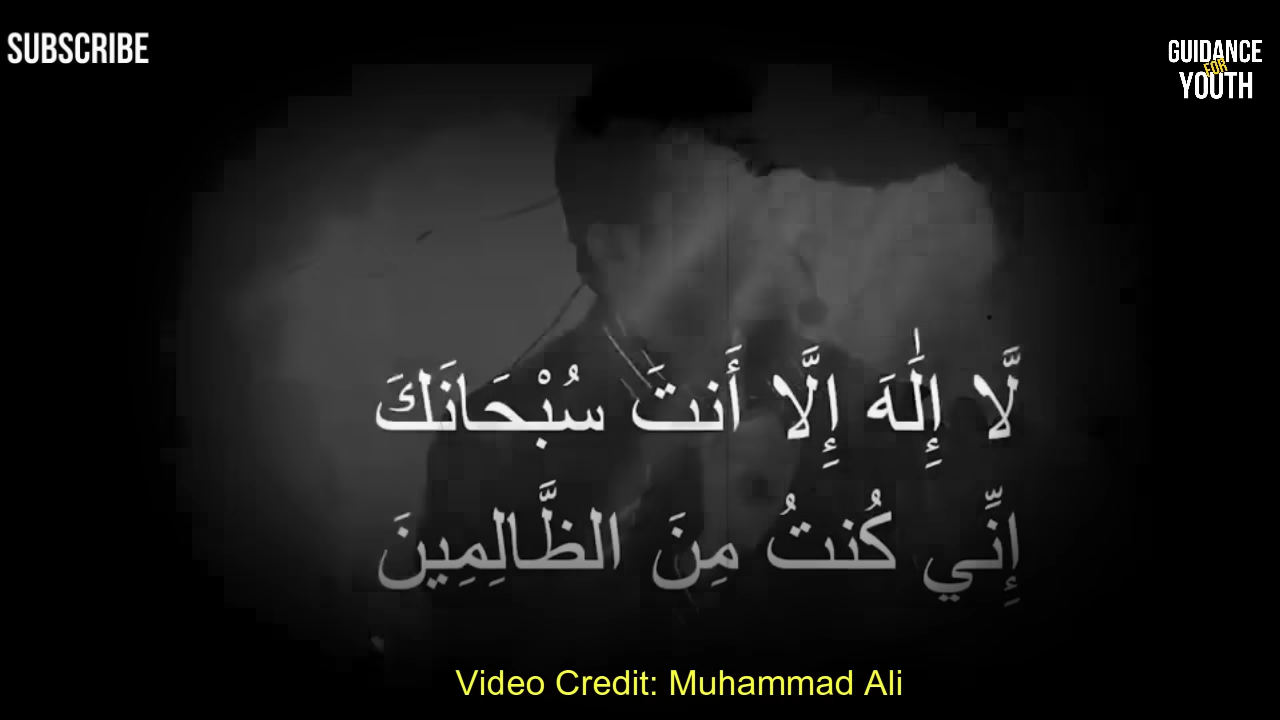 SUBSCRIBE
GUIDANCE
FOR
YOUTH
لَّا إِلَٰهَ إِلَّا أَنتَ سُبْحَانَكَ
إِنِّي كُنتُ مِنَ الظَّالِمِينَ
Video Credit: Muhammad Ali